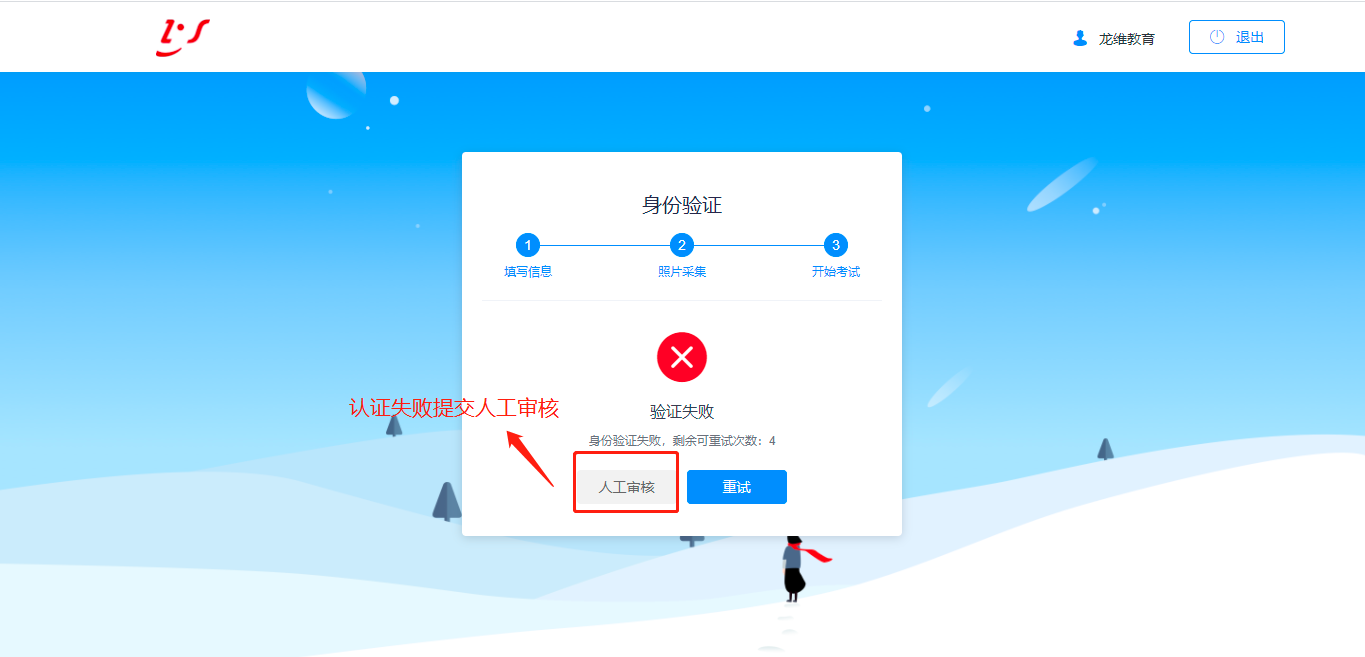 龙维教育
退出
身份验证
1 2 3
填写信息 照片采集 开始考试
认证失败提交人工审核
验证失败
身份验证失败，剩余可重试次数：4
人工审核 重试